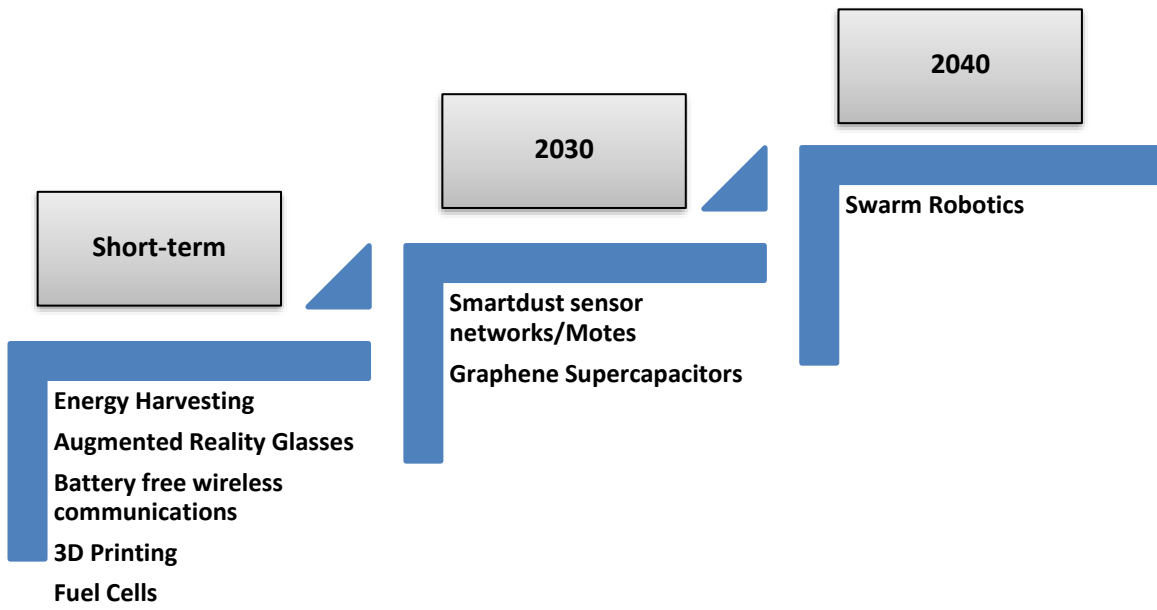 Short-term
Energy Harvesting
Augmented Reality Glasses
Battery free wireless
communications
3D Printing
Fuel Cells
2030
Smartdust sensor
networks/Motes
Graphene Supercapacitors
2040
Swarm Robotics